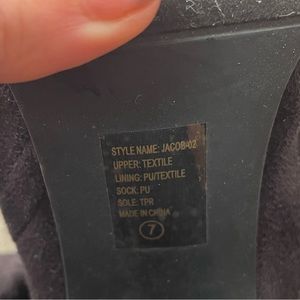 STYLE NAME: JACOB-02
UPPER: TEXTILE
LINING: PU/TEXTILE
SOCK: PU
SOLE: TPR
MADE IN CHINA
7